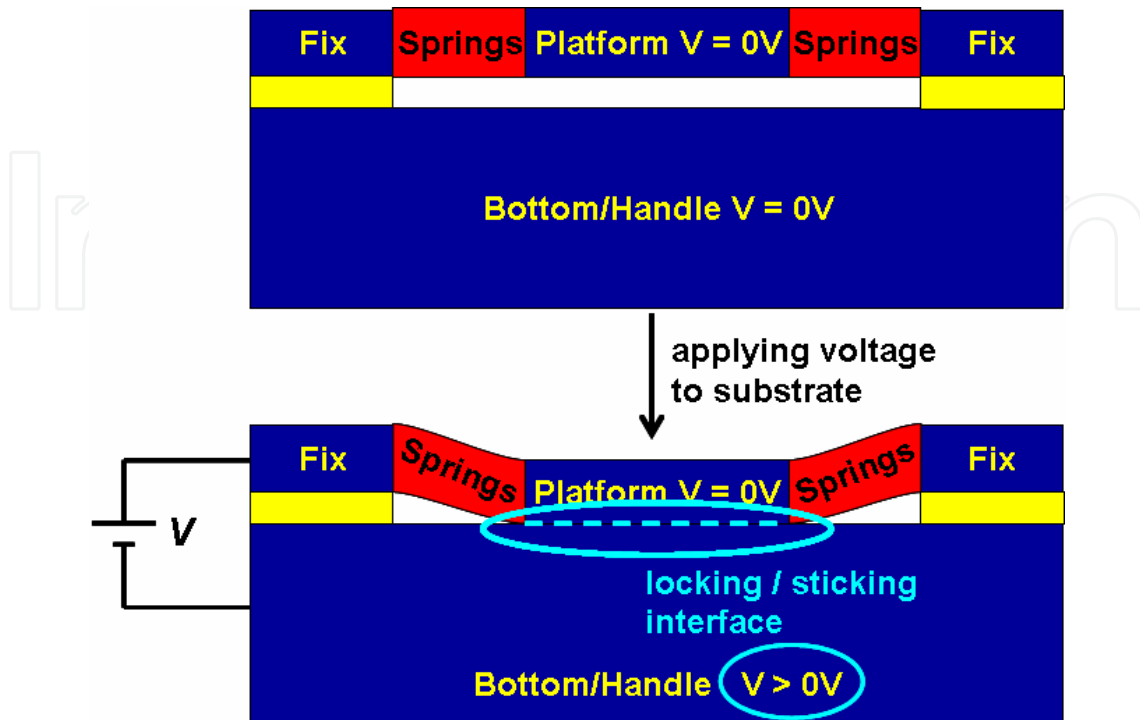 Fix Springs Platform V = 0V Springs Fix
Bottom/Handle V = 0V
applying voltage
to substrate
Fix Springs Platform V = 0V Springs Fix
V
locking / sticking
interface
Bottom/Handle V > 0V